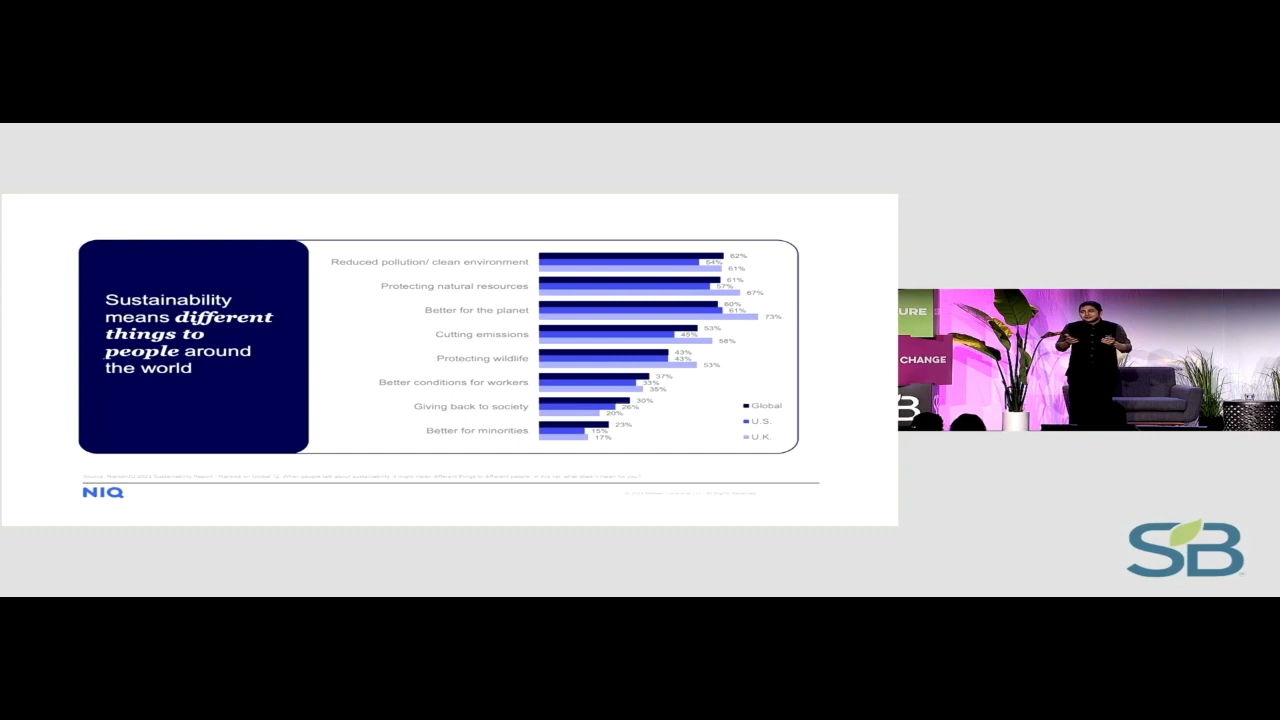 Sustainability
means different
things to
people around
the world
Reduced pollution/ clean environment
62%
54%
61%
Protecting natural resources
61%
57%
67%
Better for the planet
60%
61%
73%
Cutting emissions
53%
45%
58%
Protecting wildlife
43%
43%
53%
Better conditions for workers
37%
33%
35%
Giving back to society
30%
26%
20%
Better for minorities
23%
15%
17%
Global
U.S.
U.K.
NIQ
URE
CHANGE
B
SB